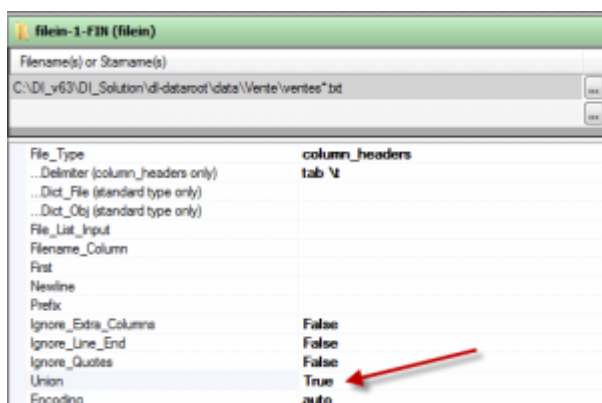 filein-1-FIN (filein)
Filename(s) or Starname(s)
C:\DI_v63\DI_Solution\dl-dataroot\data\Vente\ventes*.txt
...
...
File_Type column_headers
...Delimiter (column_headers only) tab \t
...Dict_File (standard type only)
...Dict_Obj (standard type only)
File_List_Input
Filename_Column
First
Newline
Prefix
Ignore_Extra_Columns False
Ignore_Line_End False
Ignore_Quotes False
Union True
Encoding auto